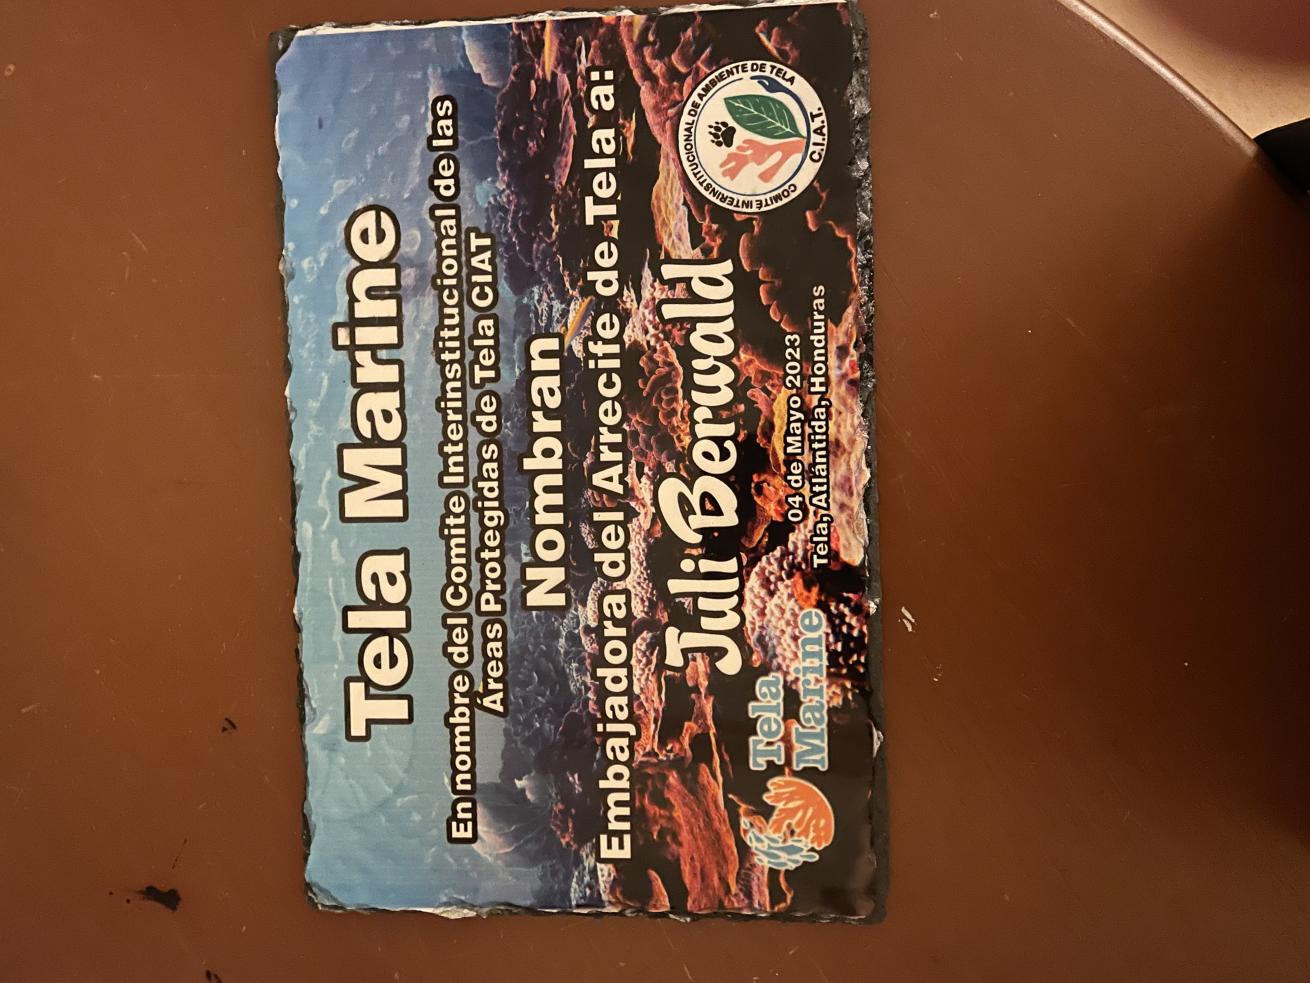 Tela Marine
En nombre del Comite Interinstitucional de las
Áreas Protegidas de Tela CIAT
Nombran
Embajadora del Arrecife de Tela a:
Juli Berwald
04 de Mayo 2023
Tela, Atlántida, Honduras
Tela
Marine
COMITÉ INTERINSTITUCIONAL DE AMBIENTE DE TELA
C.I.A.T.